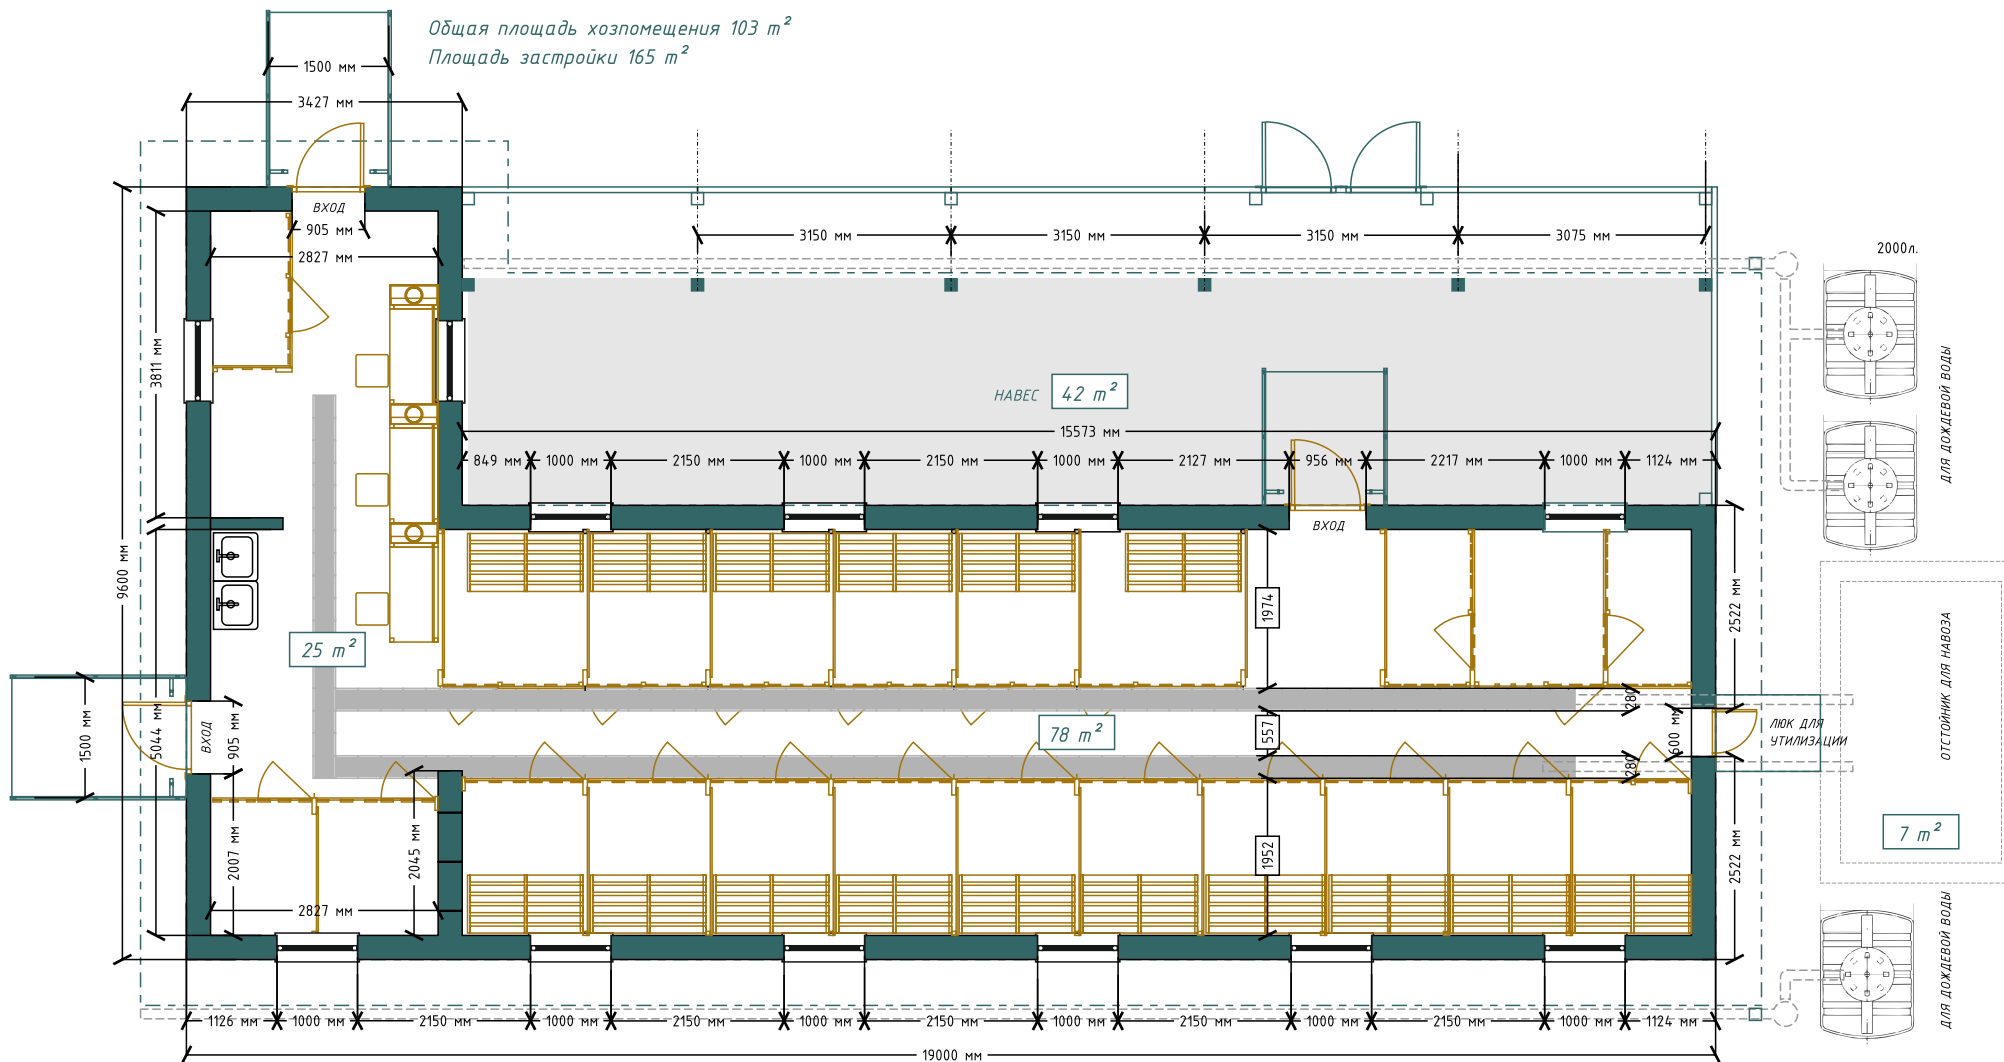 Общая площадь хозпомещения 103 m²
Площадь застройки 165 m²
1500 мм
3427 мм
ВХОД
905 мм
2827 мм
3150 мм
3150 мм
3150 мм
3075 мм
2000л.
3811 мм
ДЛЯ ДОЖДЕВОЙ ВОДЫ
НАВЕС
42 m²
15573 мм
849 мм
1000 мм
2150 мм
1000 мм
2150 мм
1000 мм
2127 мм
956 мм
2217 мм
1000 мм
1124 мм
ВХОД
9600 мм
1974
2522 мм
25 m²
ОТСТОЙНИК ДЛЯ НАВОЗА
280
1500 мм
5044 мм
ВХОД
905 мм
78 m²
557
600 мм
ЛЮК ДЛЯ
УТИЛИЗАЦИИ
280
2007 мм
2045 мм
1952
2522 мм
7 m²
2827 мм
ДЛЯ ДОЖДЕВОЙ ВОДЫ
1126 мм
1000 мм
2150 мм
1000 мм
2150 мм
1000 мм
2150 мм
1000 мм
2150 мм
1000 мм
2150 мм
1000 мм
1124 мм
19000 мм